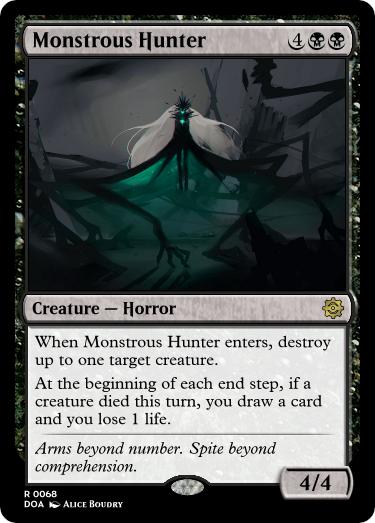 Monstrous Hunter 4
Creature — Horror
When Monstrous Hunter enters, destroy
up to one target creature.
At the beginning of each end step, if a
creature died this turn, you draw a card
and you lose 1 life.
Arms beyond number. Spite beyond
comprehension.
4/4
R 0068
DOA Alice Boudry